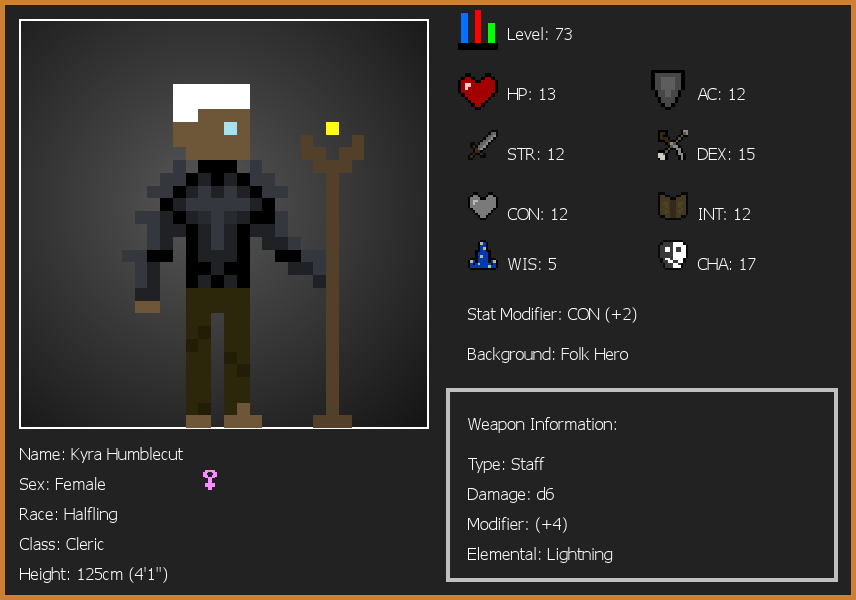 Level: 73
HP: 13
AC: 12
STR: 12
DEX: 15
CON: 12
INT: 12
WIS: 5
CHA: 17
Stat Modifier: CON (+2)
Background: Folk Hero
Weapon Information:
Type: Staff
Damage: d6
Modifier: (+4)
Elemental: Lightning
Name: Kyra Humblecut
Sex: Female
Race: Halfling
Class: Cleric
Height: 125cm (4'1")